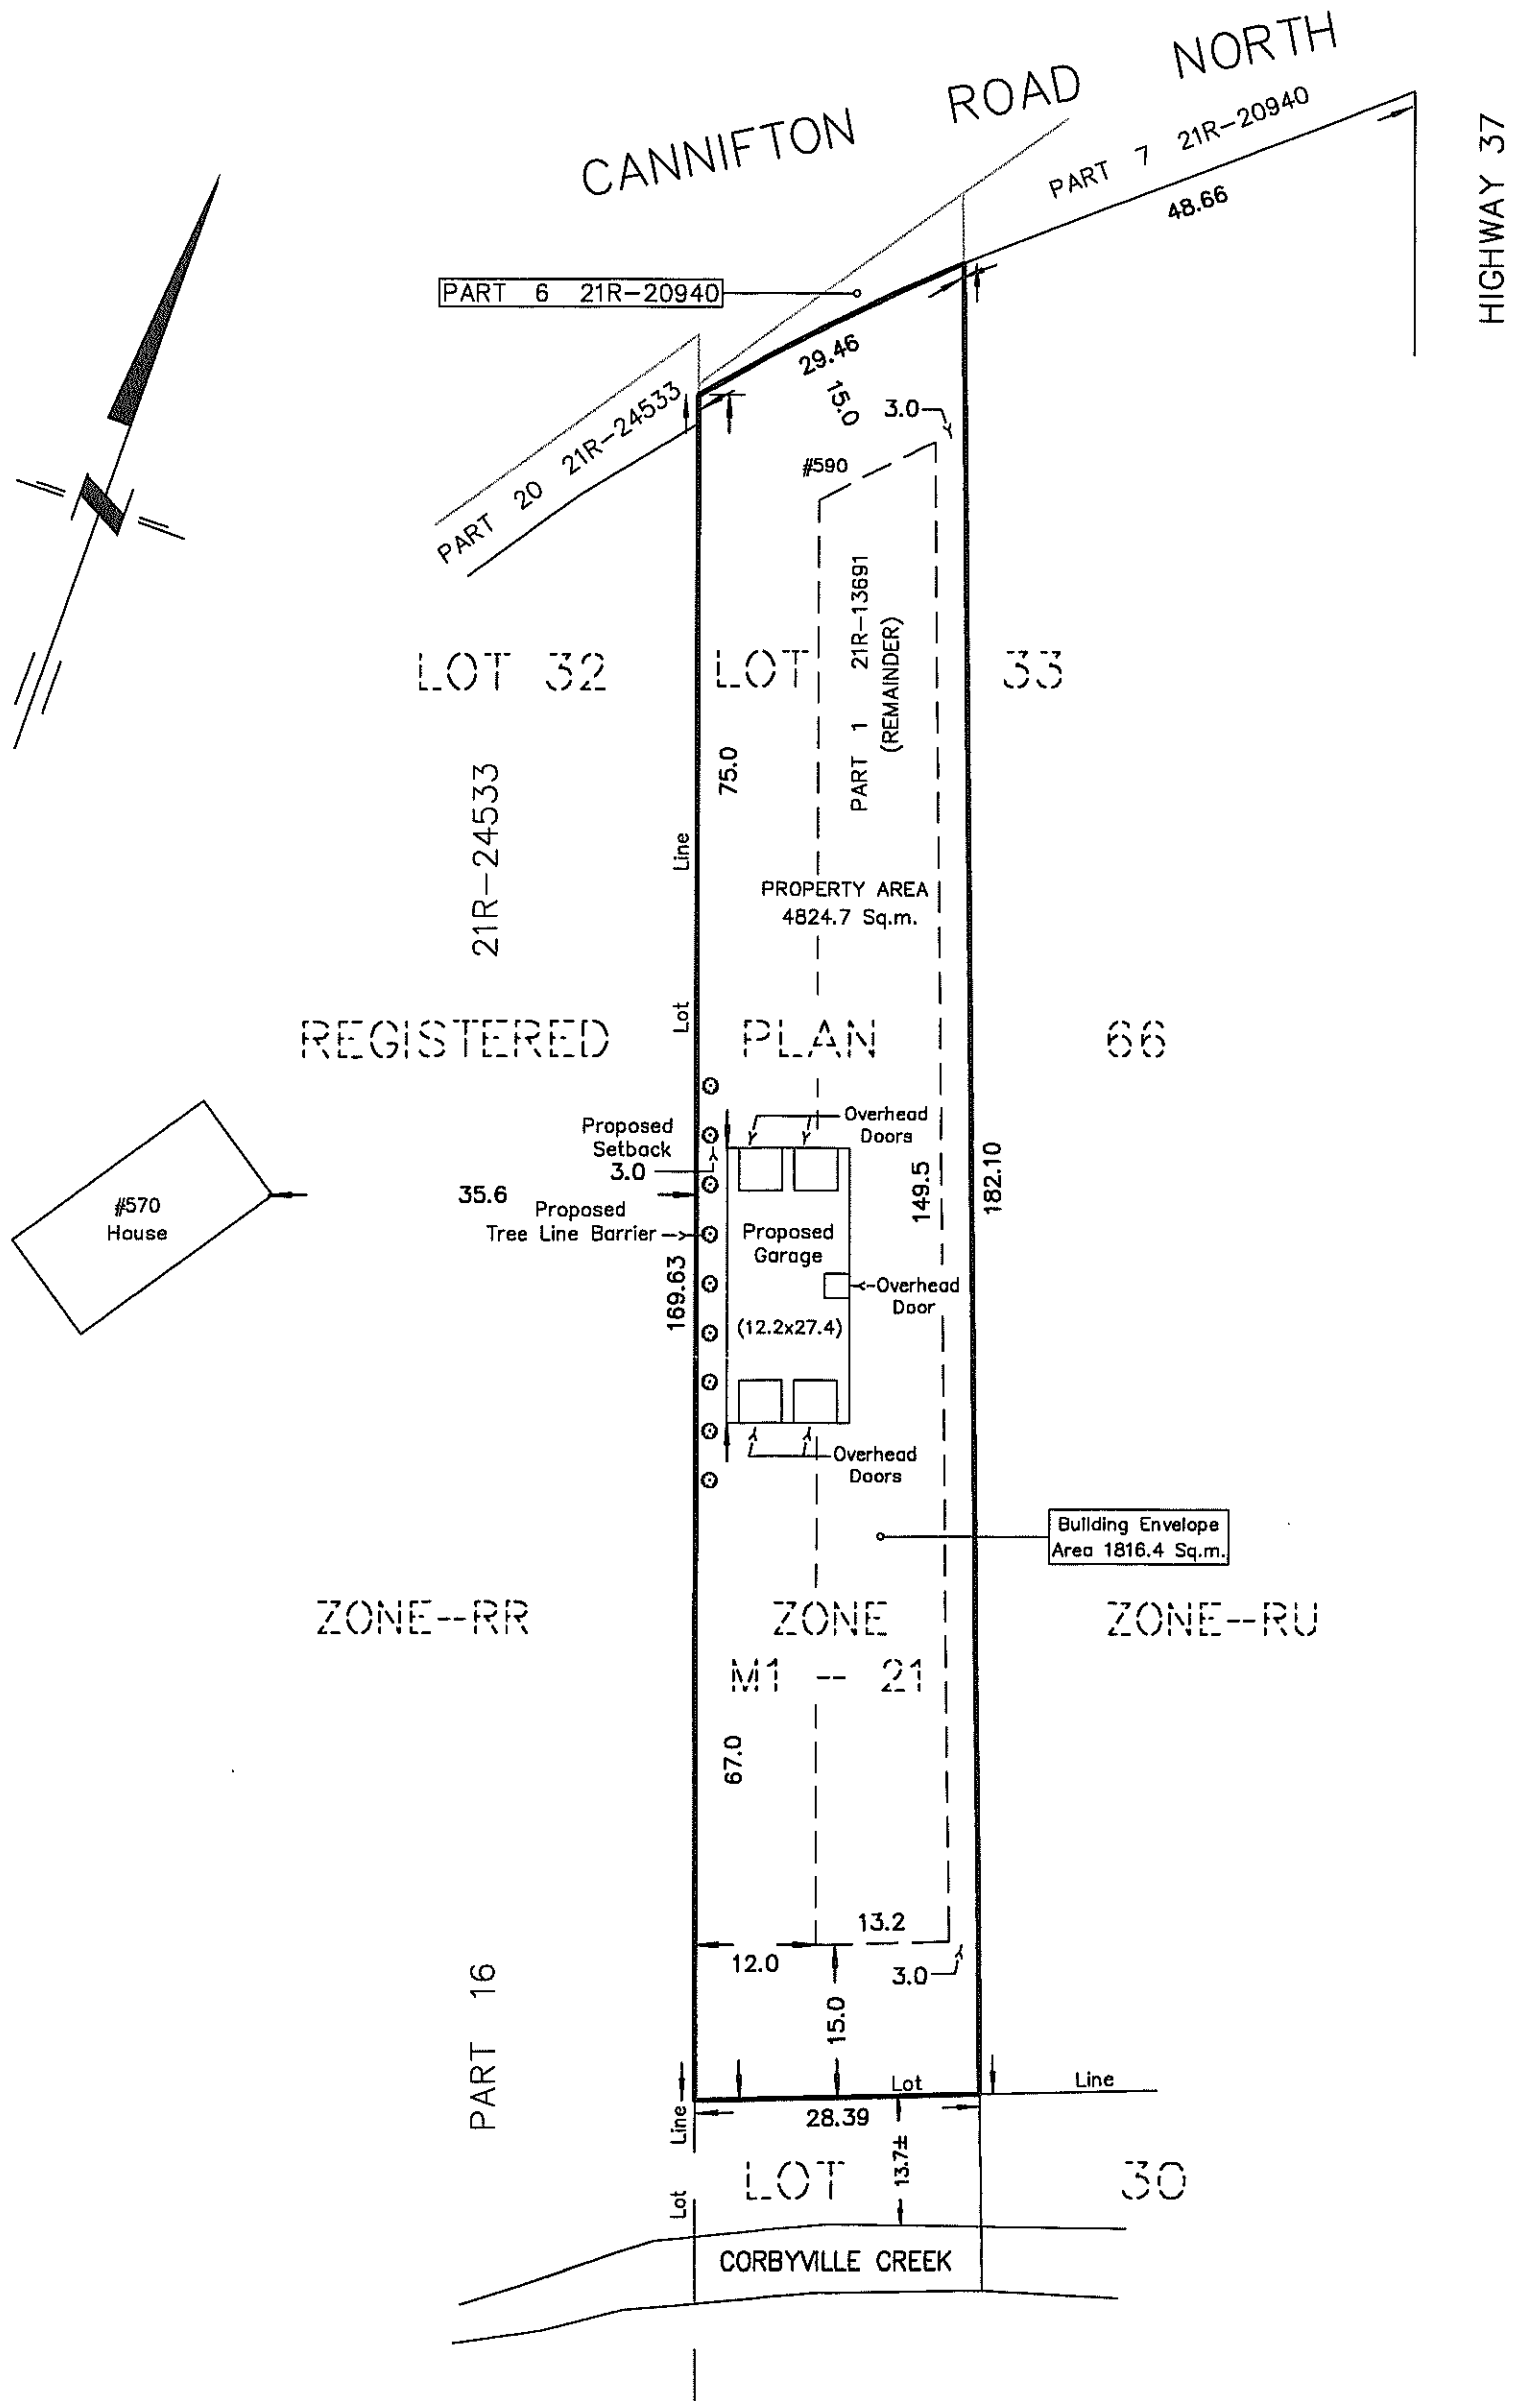 CANNIFTON ROAD NORTH
HIGHWAY 37
PART 7 21R-20940
48.66
PART 6 21R-20940
29.46
15.0
3.0
PART 20 21R-24533
#590
N
PART 1 21R-13691
(REMAINDER)
LOT 32
LOT 33
75.0
21R-24533
Line
PROPERTY AREA
4824.7 Sq.m.
Lot
REGISTERED PLAN 66
Overhead
Doors
Proposed
Setback
3.0
149.5
182.10
#570
House
35.6
Proposed
Tree Line Barrier
Proposed
Garage
169.63
Overhead
Door
(12.2x27.4)
Overhead
Doors
Building Envelope
Area 1816.4 Sq.m.
ZONE--RR
ZONE
M1 -- 21
ZONE--RU
67.0
13.2
12.0
3.0
15.0
PART 16
Lot
Line
28.39
Line
13.7±
LOT 30
Lot
CORBYVILLE CREEK